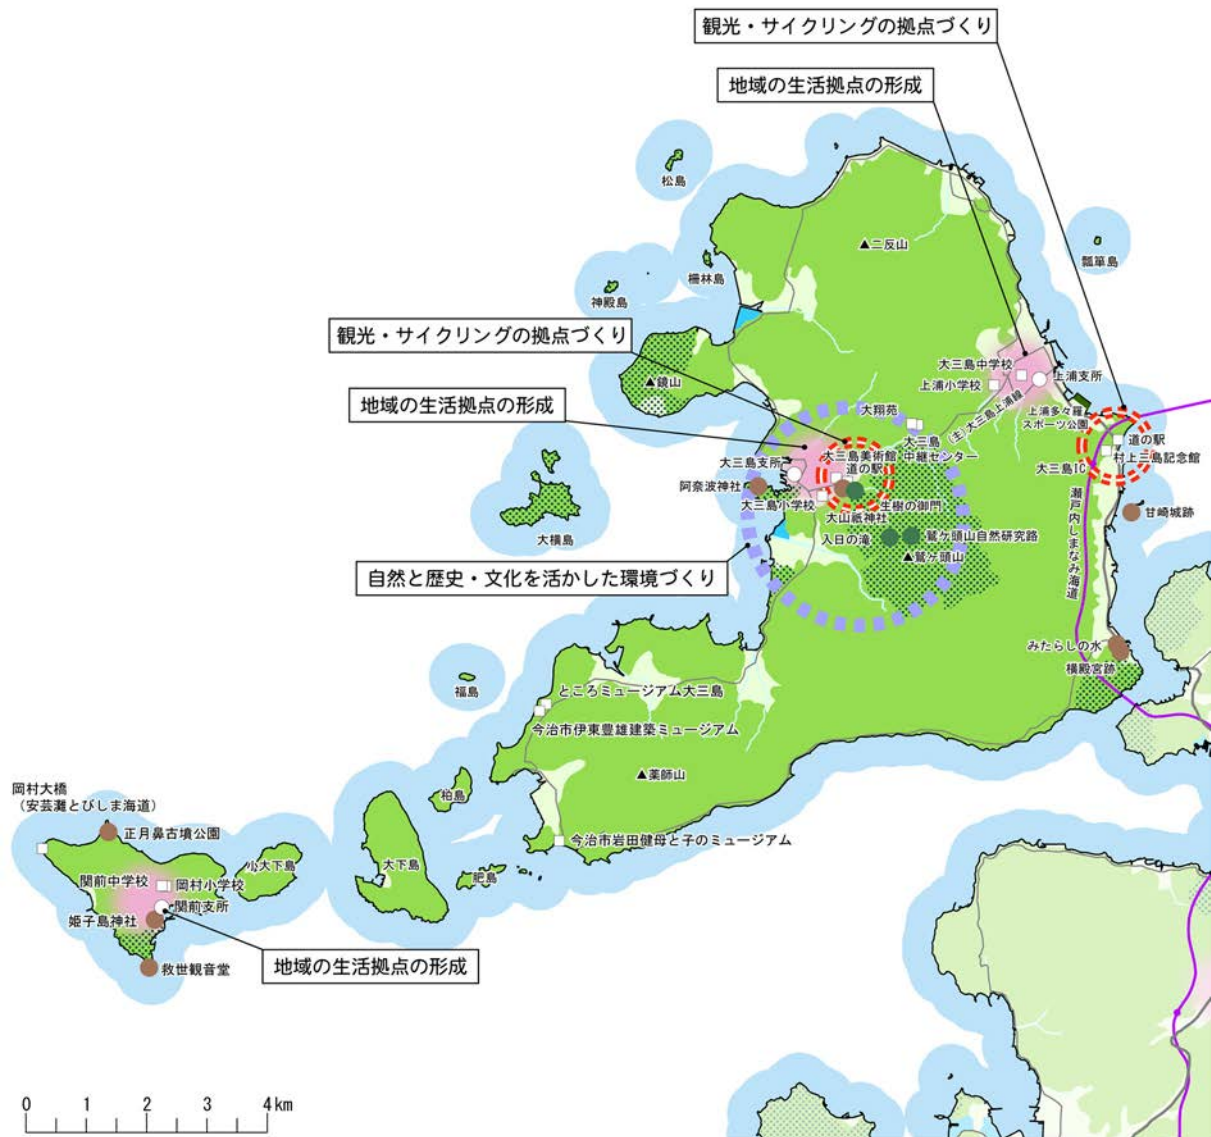 観光・サイクリングの拠点づくり
地域の生活拠点の形成
松島
▲二反山
瓢箪島
柵林島
神殿島
観光・サイクリングの拠点づくり
▲鏡山
大三島中学校
上浦小学校
上浦支所
(主)大三島上浦線
地域の生活拠点の形成
大翔苑
上浦多々羅
スポーツ公園
大三島
中継センター
道の駅
村上三島記念館
大三島IC
大三島美術館
道の駅
大三島支所
阿奈波神社
大三島小学校
生樹の御門
大山祇神社
甘崎城跡
入日の滝
鷲ケ頭山自然研究路
▲鷲ケ頭山
大横島
瀬戸内しまなみ海道
自然と歴史・文化を活かした環境づくり
みたらしの水
横殿宮跡
福島
ところミュージアム大三島
今治市伊東豊雄建築ミュージアム
▲薬師山
柏島
岡村大橋
(安芸灘とびしま海道)
正月鼻古墳公園
今治市岩田健母と子のミュージアム
小大下島
大下島
肥島
関前中学校
岡村小学校
関前支所
姫子島神社
救世観音堂
地域の生活拠点の形成
0 1 2 3 4km